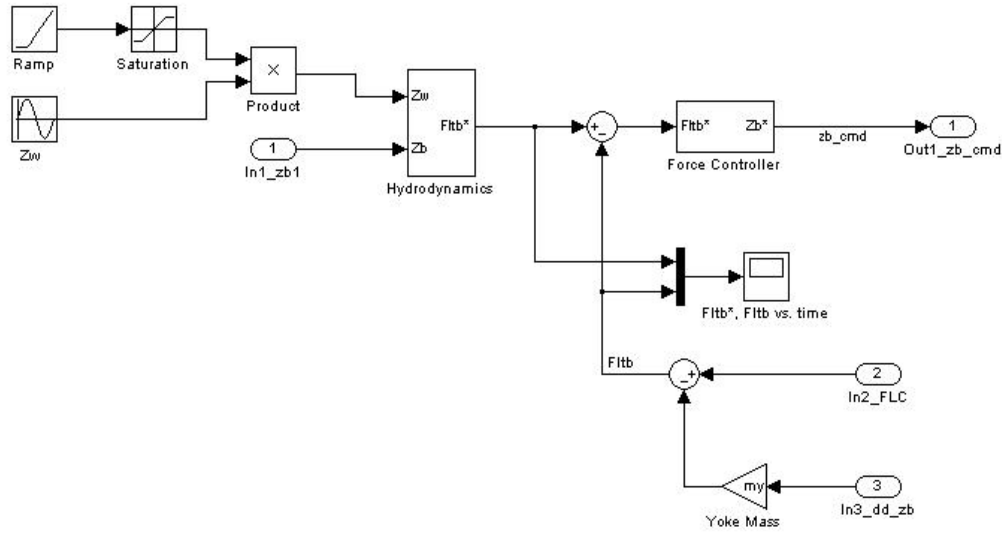 Ramp
Saturation
×
Product
Zw
1
In1_zb1
Zw
Zb
Fltb*
Hydrodynamics
+
-
Fltb*
Zb*
Force Controller
zb_cmd
1
Out1_zb_cmd
Fltb*, Fltb vs. time
Fltb
-
+
2
In2_FLC
my
Yoke Mass
3
In3_dd_zb